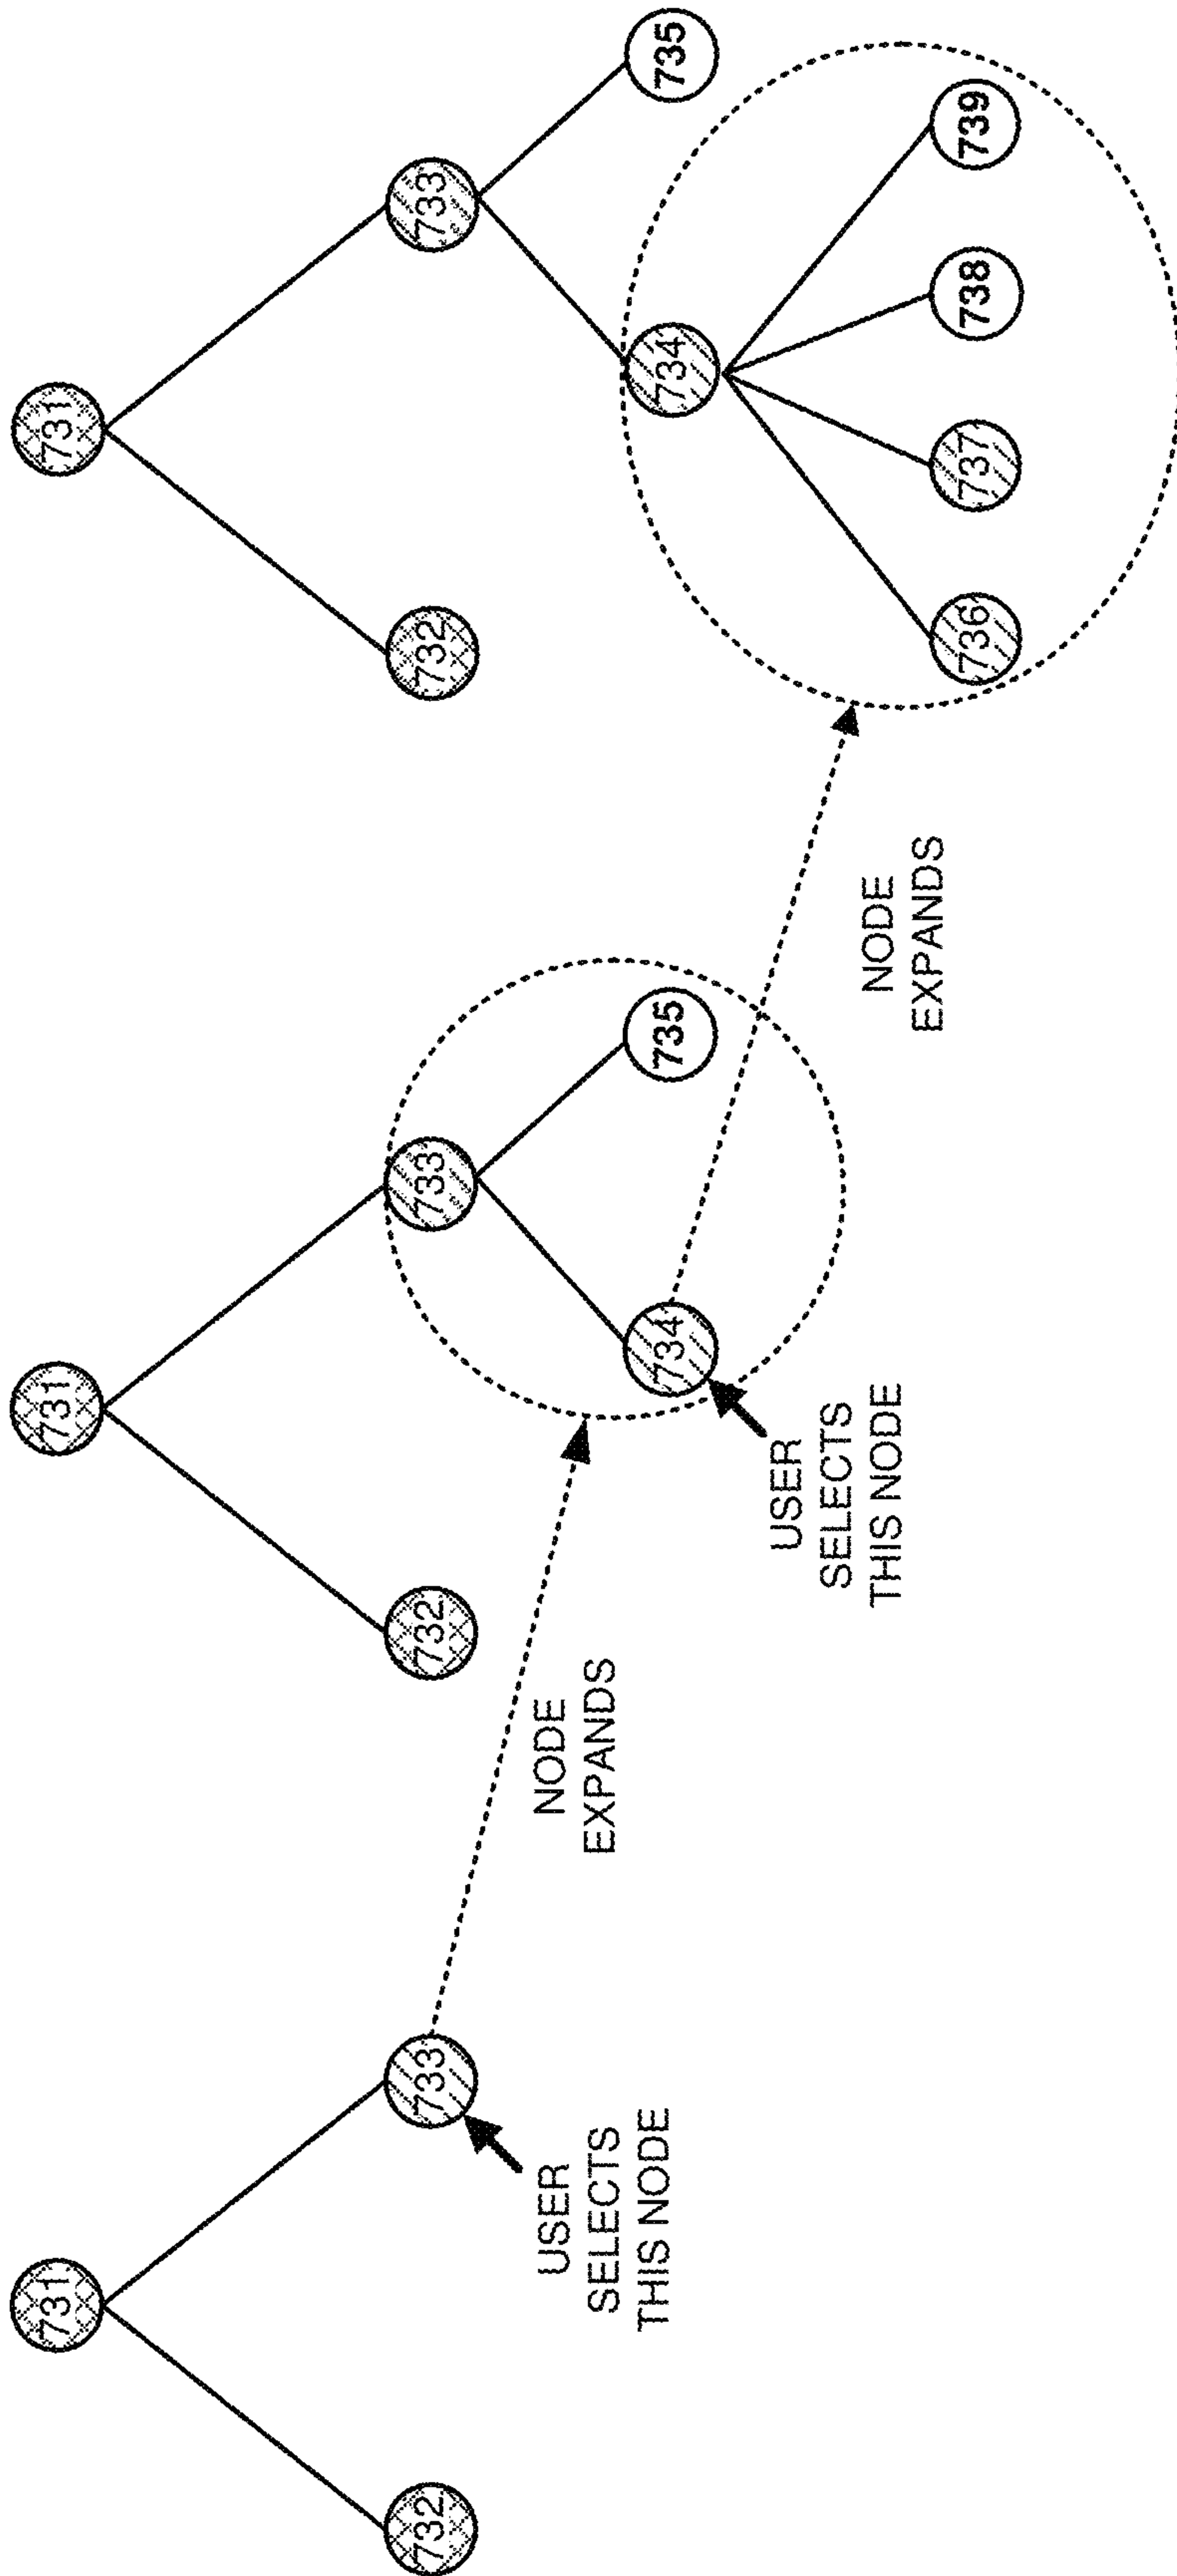 731
732
733
USER
SELECTS
THIS NODE
NODE
EXPANDS
731
732
733
734
735
USER
SELECTS
THIS NODE
NODE
EXPANDS
731
732
733
734
735
736
737
738
739